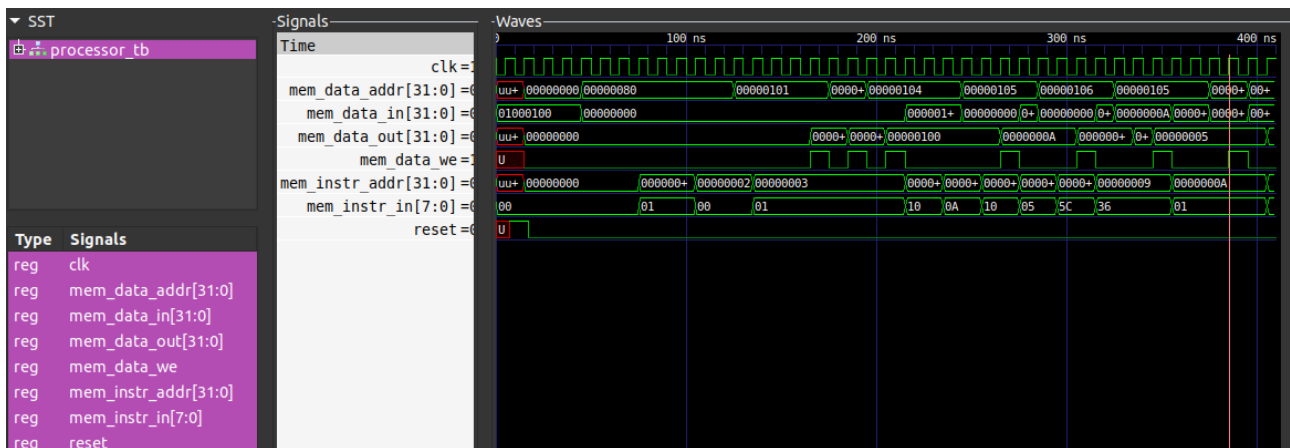 SST
processor_tb
Type Signals
reg clk
reg mem_data_addr[31:0]
reg mem_data_in[31:0]
reg mem_data_out[31:0]
reg mem_data_we
reg mem_instr_addr[31:0]
reg mem_instr_in[7:0]
reg reset
Signals
Time
clk=1
mem_data_addr[31:0]=0
mem_data_in[31:0]=0
mem_data_out[31:0]=0
mem_data_we=1
mem_instr_addr[31:0]=0
mem_instr_in[7:0]=0
reset=0
Waves
0 100 ns 200 ns 300 ns 400 ns
uu+ 00000000 00000080 00000101 0000+ 00000104 00000105 00000106 00000105 0000+ 00+
01000100 00000000 000001+ 00000000 0+ 00000000 0+ 0000000A 0000+ 0000+ 00+
uu+ 00000000 0000+ 0000+ 00000100 0000000A 000000+ 0+ 00000005
U
uu+ 00000000 000000+ 00000002 00000003 0000+ 0000+ 0000+ 0000+ 0000+ 00000009 0000000A
00 01 00 01 10 0A 10 05 5C 36 01
U